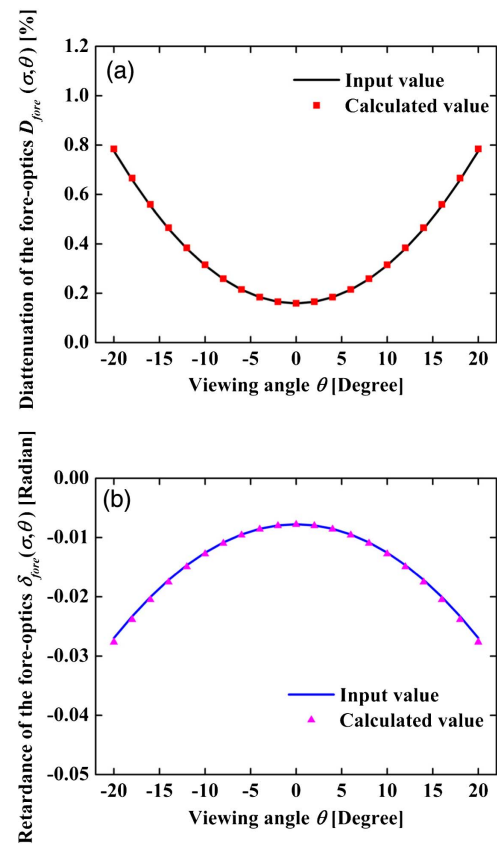 Diattenuation of the fore-optics D_fore (σ,θ) [%]
(a)
Input value
Calculated value
1.2
1.0
0.8
0.6
0.4
0.2
0.0
-20 -15 -10 -5 0 5 10 15 20
Viewing angle θ [Degree]
Retardance of the fore-optics δ_fore(σ,θ) [Radian]
(b)
0.00
-0.01
-0.02
-0.03
-0.04
-0.05
Input value
Calculated value
-20 -15 -10 -5 0 5 10 15 20
Viewing angle θ [Degree]